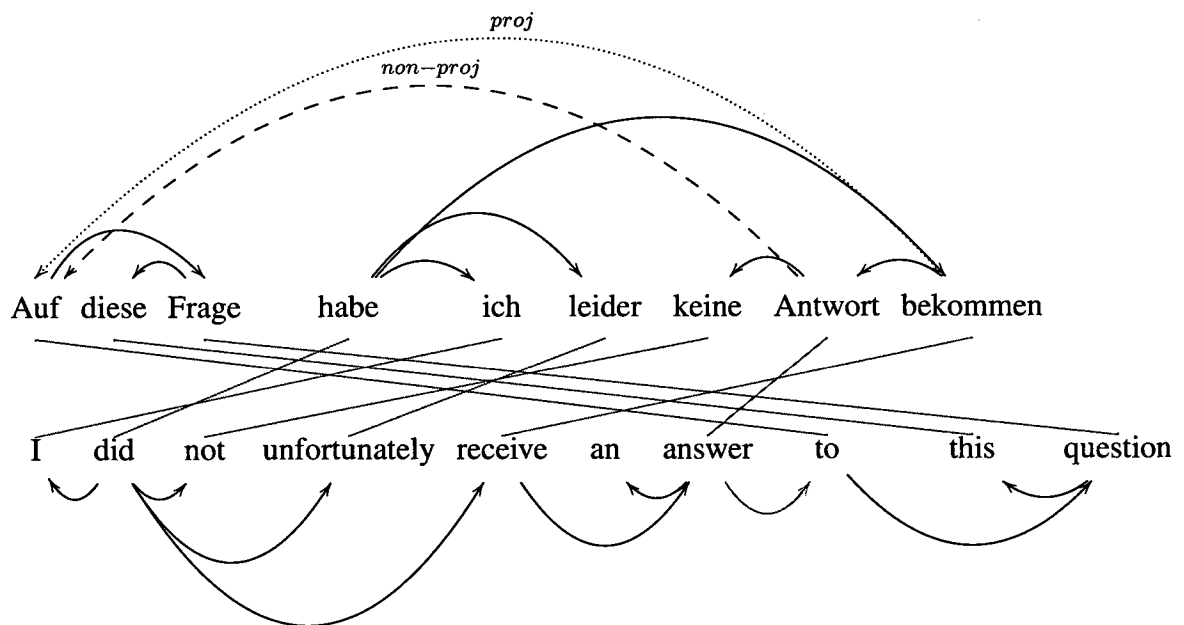 proj
non-proj
Auf diese Frage habe ich leider keine Antwort bekommen
I did not unfortunately receive an answer to this question